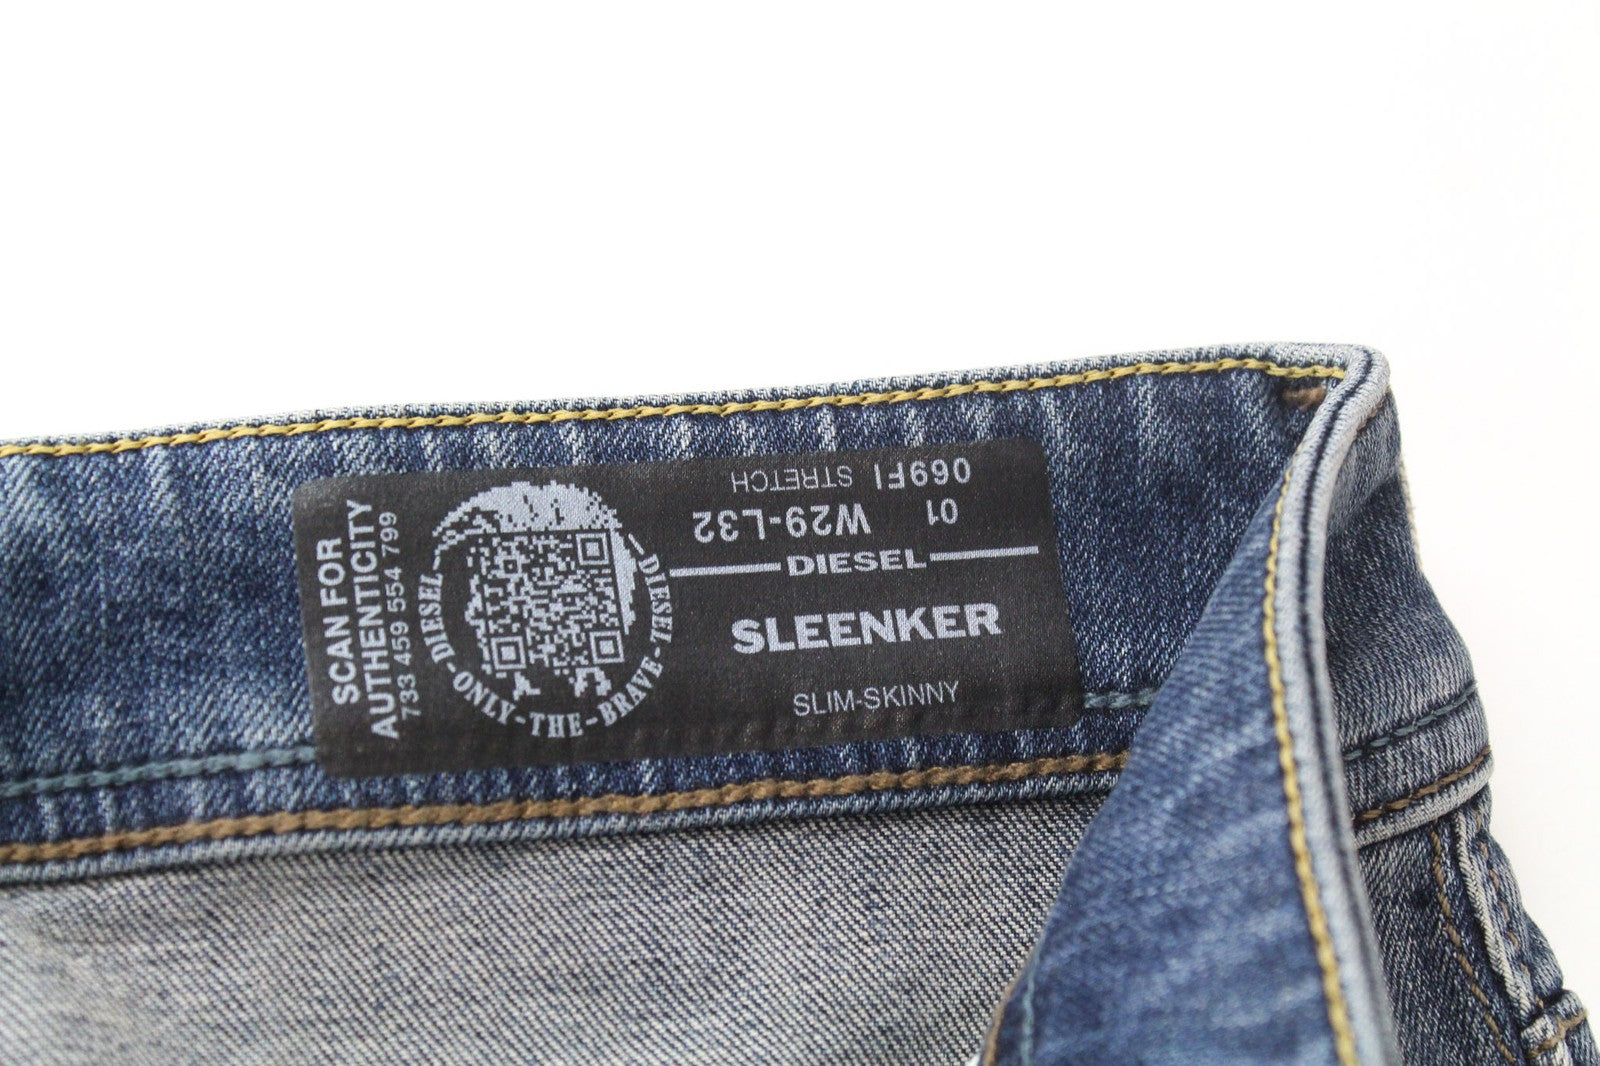 SCAN FOR
AUTHENTICITY
733 459 554 799
DIESEL-ONLY-THE-BRAVE-DIESEL
069FI STRETCH
01 W29-L32
DIESEL
SLEENKER
SLIM-SKINNY